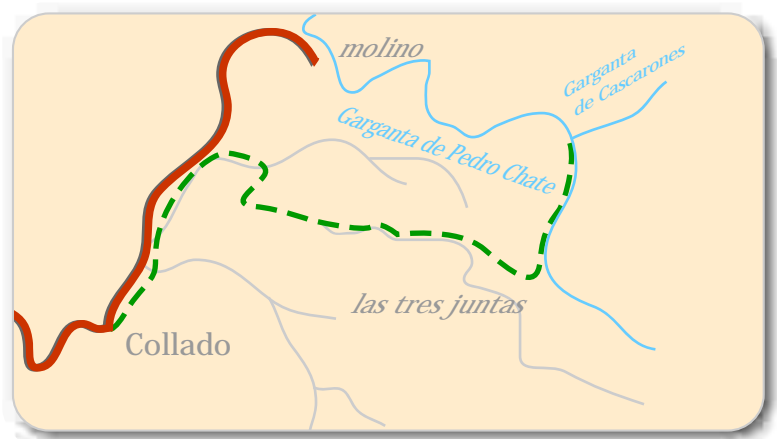 molino
Garganta
de Cascarones
Garganta de Pedro Chate
las tres juntas
Collado